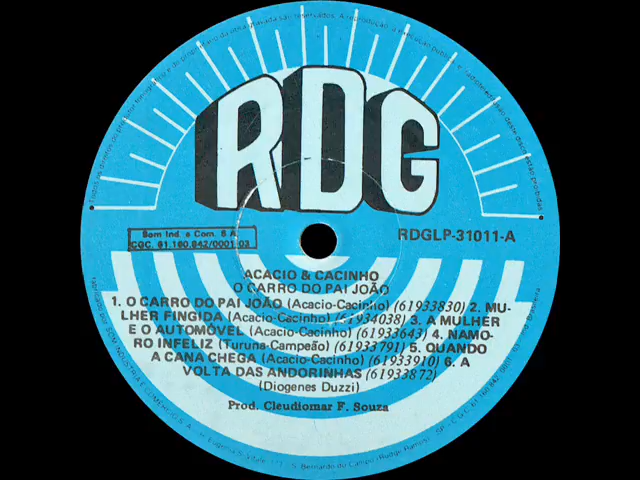 RDG
Som Ind. e Com. S A.
CGC. 61.160.842/0001-03
RDGLP-31011-A
ACACIO & CACINHO
O CARRO DO PAI JOÃO
1. O CARRO DO PAI JOÃO (Acacio-Cacinho) (61933830) 2. MU-
LHER FINGIDA (Acacio-Cacinho) (61934038) 3. A MULHER
E O AUTOMÓVEL (Acacio-Cacinho) (61933643) 4. NAMO-
RO INFELIZ (Turuna-Campeão) (61933791) 5. QUANDO
A CANA CHEGA (Acacio-Cacinho) (61933910) 6. A
VOLTA DAS ANDORINHAS (61933872)
(Diogenes Duzzi)
Prod. Cleudiomar F. Souza